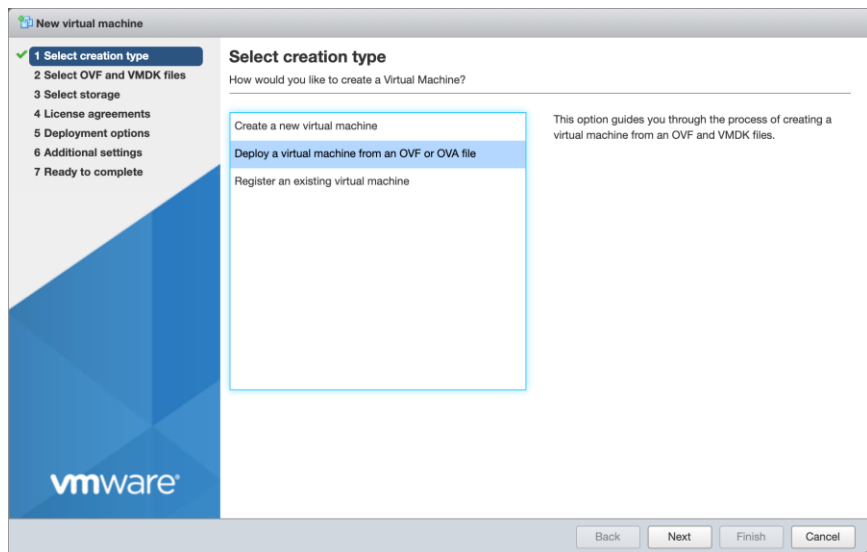 New virtual machine
1 Select creation type
2 Select OVF and VMDK files
3 Select storage
4 License agreements
5 Deployment options
6 Additional settings
7 Ready to complete
vmware®
Select creation type
How would you like to create a Virtual Machine?
Create a new virtual machine
Deploy a virtual machine from an OVF or OVA file
Register an existing virtual machine
This option guides you through the process of creating a
virtual machine from an OVF and VMDK files.
Back
Next
Finish
Cancel